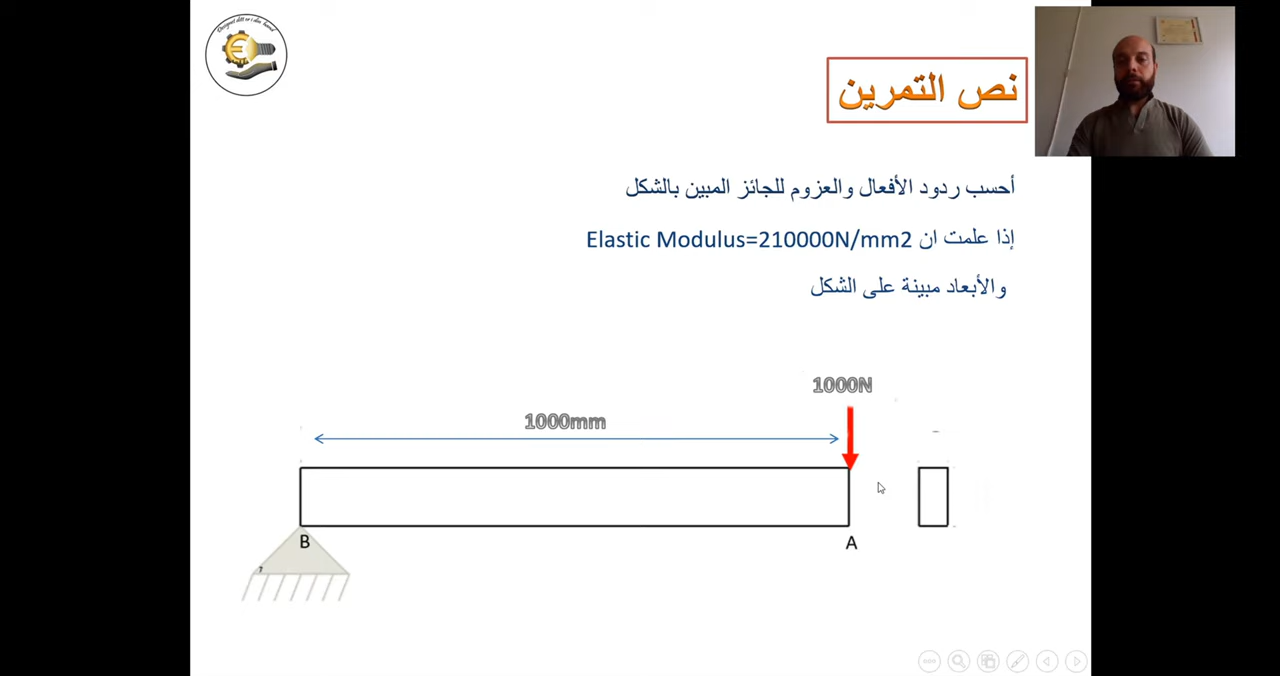 نص التمرين
أحسب ردود الأفعال والعزوم للجائز المبين بالشكل
إذا علمت ان Elastic Modulus=210000N/mm2
والأبعاد مبينة على الشكل
1000N
1000mm
B
A